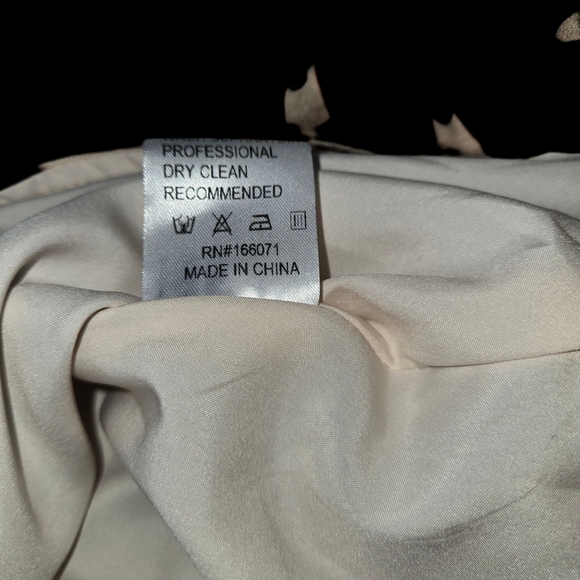 PROFESSIONAL
DRY CLEAN
RECOMMENDED
RN#166071
MADE IN CHINA